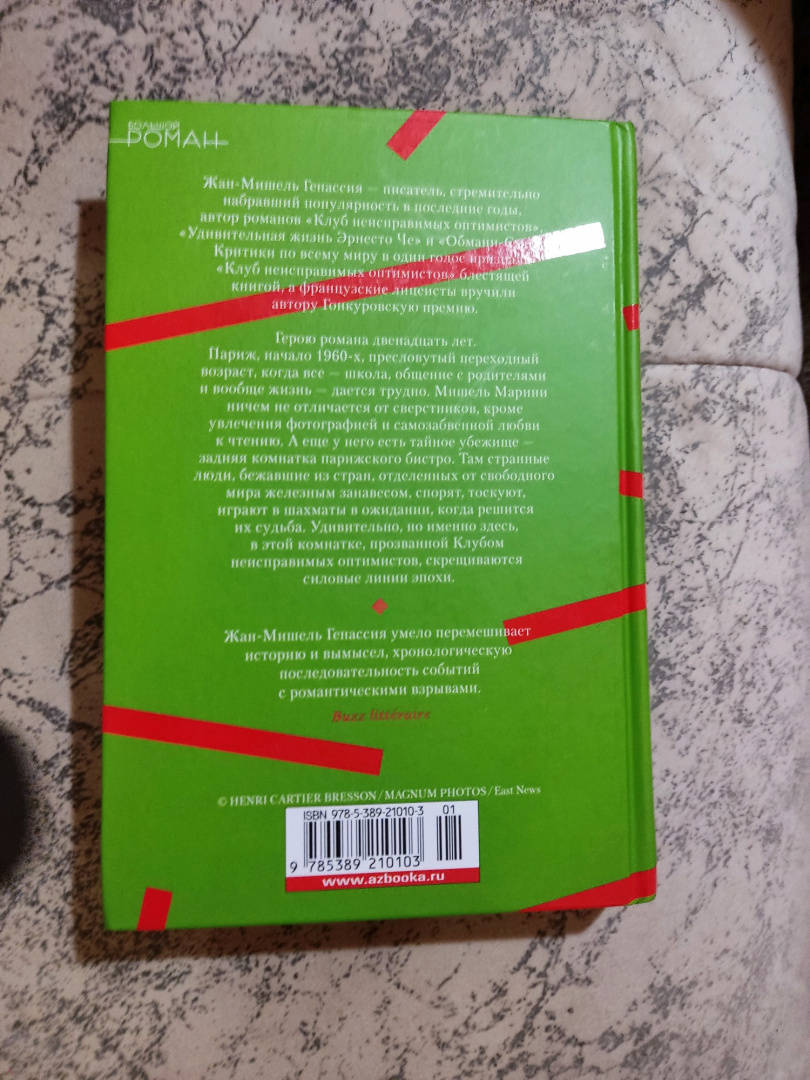 БОЛЬШОЙ
РОМАН
Жан-Мишель Генассия — писатель, стремительно
набравший популярность в последние годы,
автор романов «Клуб неисправимых оптимистов»,
«Удивительная жизнь Эрнесто Че» и
Критики по всему миру в один голос
«Клуб неисправимых оптимистов» блестящей
книгой, а французские лицеисты вручили
автору Гонкуровскую премию.
Герою романа двенадцать лет.
Париж, начало 1960-х, пресловутый переходный
возраст, когда все — школа, общение с родителями
и вообще жизнь — дается трудно. Мишель Марини
ничем не отличается от сверстников, кроме
увлечения фотографией и самозабвенной любви
к чтению. А еще у него есть тайное убежище —
задняя комнатка парижского бистро. Там странные
люди, бежавшие из стран, отделенных от свободного
мира железным занавесом, спорят, тоскуют,
играют в шахматы в ожидании, когда решится
их судьба. Удивительно, но именно здесь,
в этой комнатке, прозванной Клубом
неисправимых оптимистов, скрещиваются
силовые линии эпохи.
Жан-Мишель Генассия умело перемешивает
историю и вымысел, хронологическую
последовательность событий
с романтическими взрывами.
Buzz littéraire
© HENRI CARTIER BRESSON / MAGNUM PHOTOS / East News
ISBN 978-5-389-21010-3 01
9 785389 210103
www.azbooka.ru